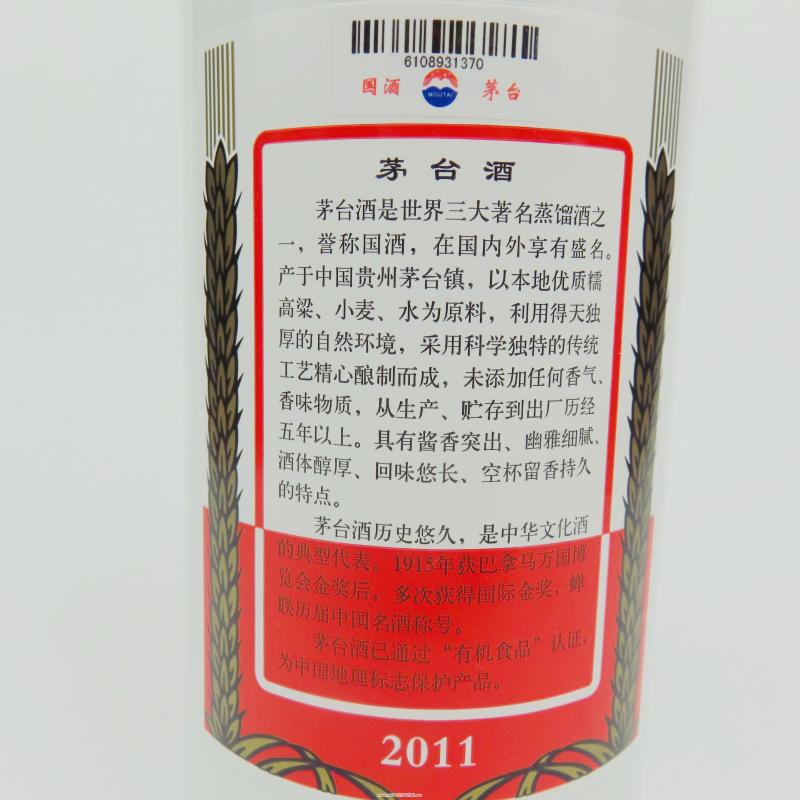 6108931370
国酒 MOUTAI 茅台
茅台酒
茅台酒是世界三大著名蒸馏酒之
一，誉称国酒，在国内外享有盛名。
产于中国贵州茅台镇，以本地优质糯
高粱、小麦、水为原料，利用得天独
厚的自然环境，采用科学独特的传统
工艺精心酿制而成，未添加任何香气、
香味物质，从生产、贮存到出厂历经
五年以上。具有酱香突出、幽雅细腻、
酒体醇厚、回味悠长、空杯留香持久
的特点。
茅台酒历史悠久，是中华文化酒
的典型代表。1915年获巴拿马万国博
览会金奖后，多次获得国际金奖，蝉
联历届中国名酒称号。
茅台酒已通过“有机食品”认证，
为中国地理标志保护产品。
2011